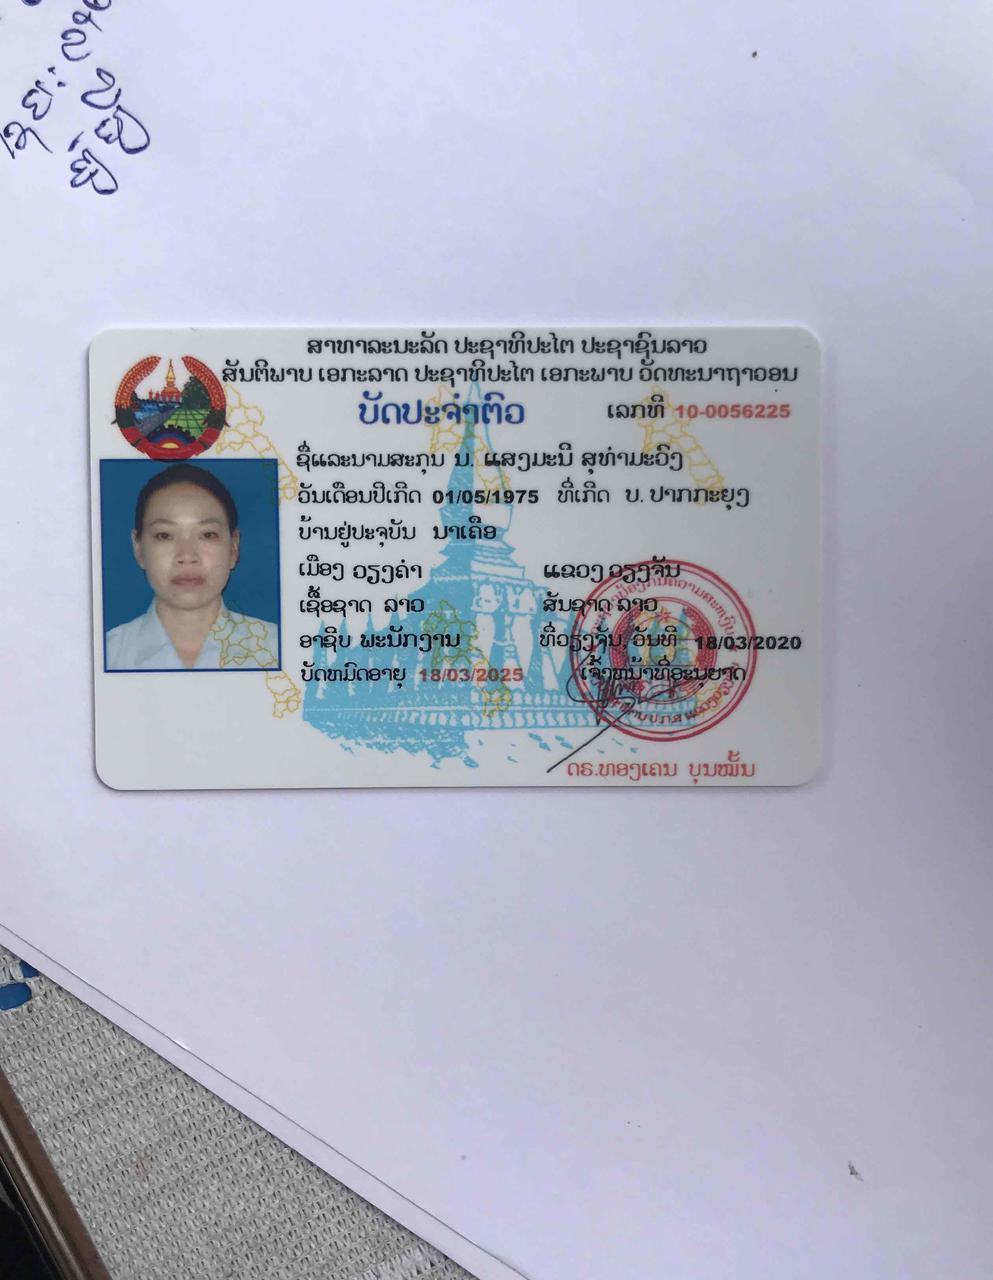 ສາທາລະນະລັດ ປະຊາທິປະໄຕ ປະຊາຊົນລາວ
ສັນຕິພາບ ເອກະລາດ ປະຊາທິປະໄຕ ເອກະພາບ ວັດທະນາຖາວອນ
ບັດປະຈຳຕົວ ເລກທີ 10-0056225
ຊື່ແລະນາມສະກຸນ ນ. ແສງມະນີ ສຸທຳມະວົງ
ວັນເດືອນປີເກີດ 01/05/1975 ທີ່ເກີດ ບ. ປາກກະຍຸງ
ບ້ານຢູ່ປະຈຸບັນ ນາເຄືອ
ເມືອງ ວຽງຄຳ ແຂວງ ວຽງຈັນ
ເຊື້ອຊາດ ລາວ ສັນຊາດ ລາວ
ອາຊີບ ພະນັກງານ ທີ່ວຽງຈັນ, ວັນທີ 18/03/2020
ບັດຫມົດອາຍຸ 18/03/2025 ເຈົ້າໜ້າທີ່ອະນຸຍາດ
ດຣ.ທອງເຄນ ບຸນໝັ້ນ